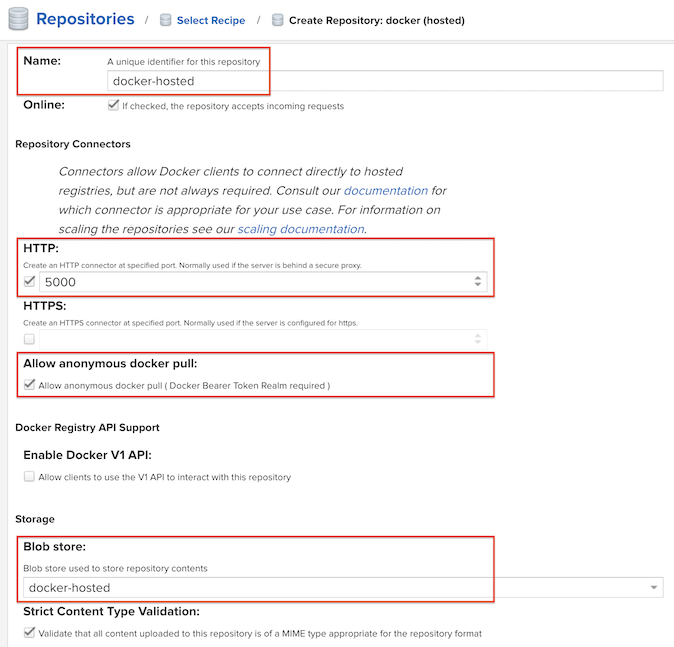 Repositories / Select Recipe / Create Repository: docker (hosted)
Name: A unique identifier for this repository
docker-hosted
Online: If checked, the repository accepts incoming requests
Repository Connectors
Connectors allow Docker clients to connect directly to hosted
registries, but are not always required. Consult our documentation for
which connector is appropriate for your use case. For information on
scaling the repositories see our scaling documentation.
HTTP:
Create an HTTP connector at specified port. Normally used if the server is behind a secure proxy.
5000
HTTPS:
Create an HTTPS connector at specified port. Normally used if the server is configured for https.
Allow anonymous docker pull:
Allow anonymous docker pull ( Docker Bearer Token Realm required )
Docker Registry API Support
Enable Docker V1 API:
Allow clients to use the V1 API to interact with this repository
Storage
Blob store:
Blob store used to store repository contents
docker-hosted
Strict Content Type Validation:
Validate that all content uploaded to this repository is of a MIME type appropriate for the repository format